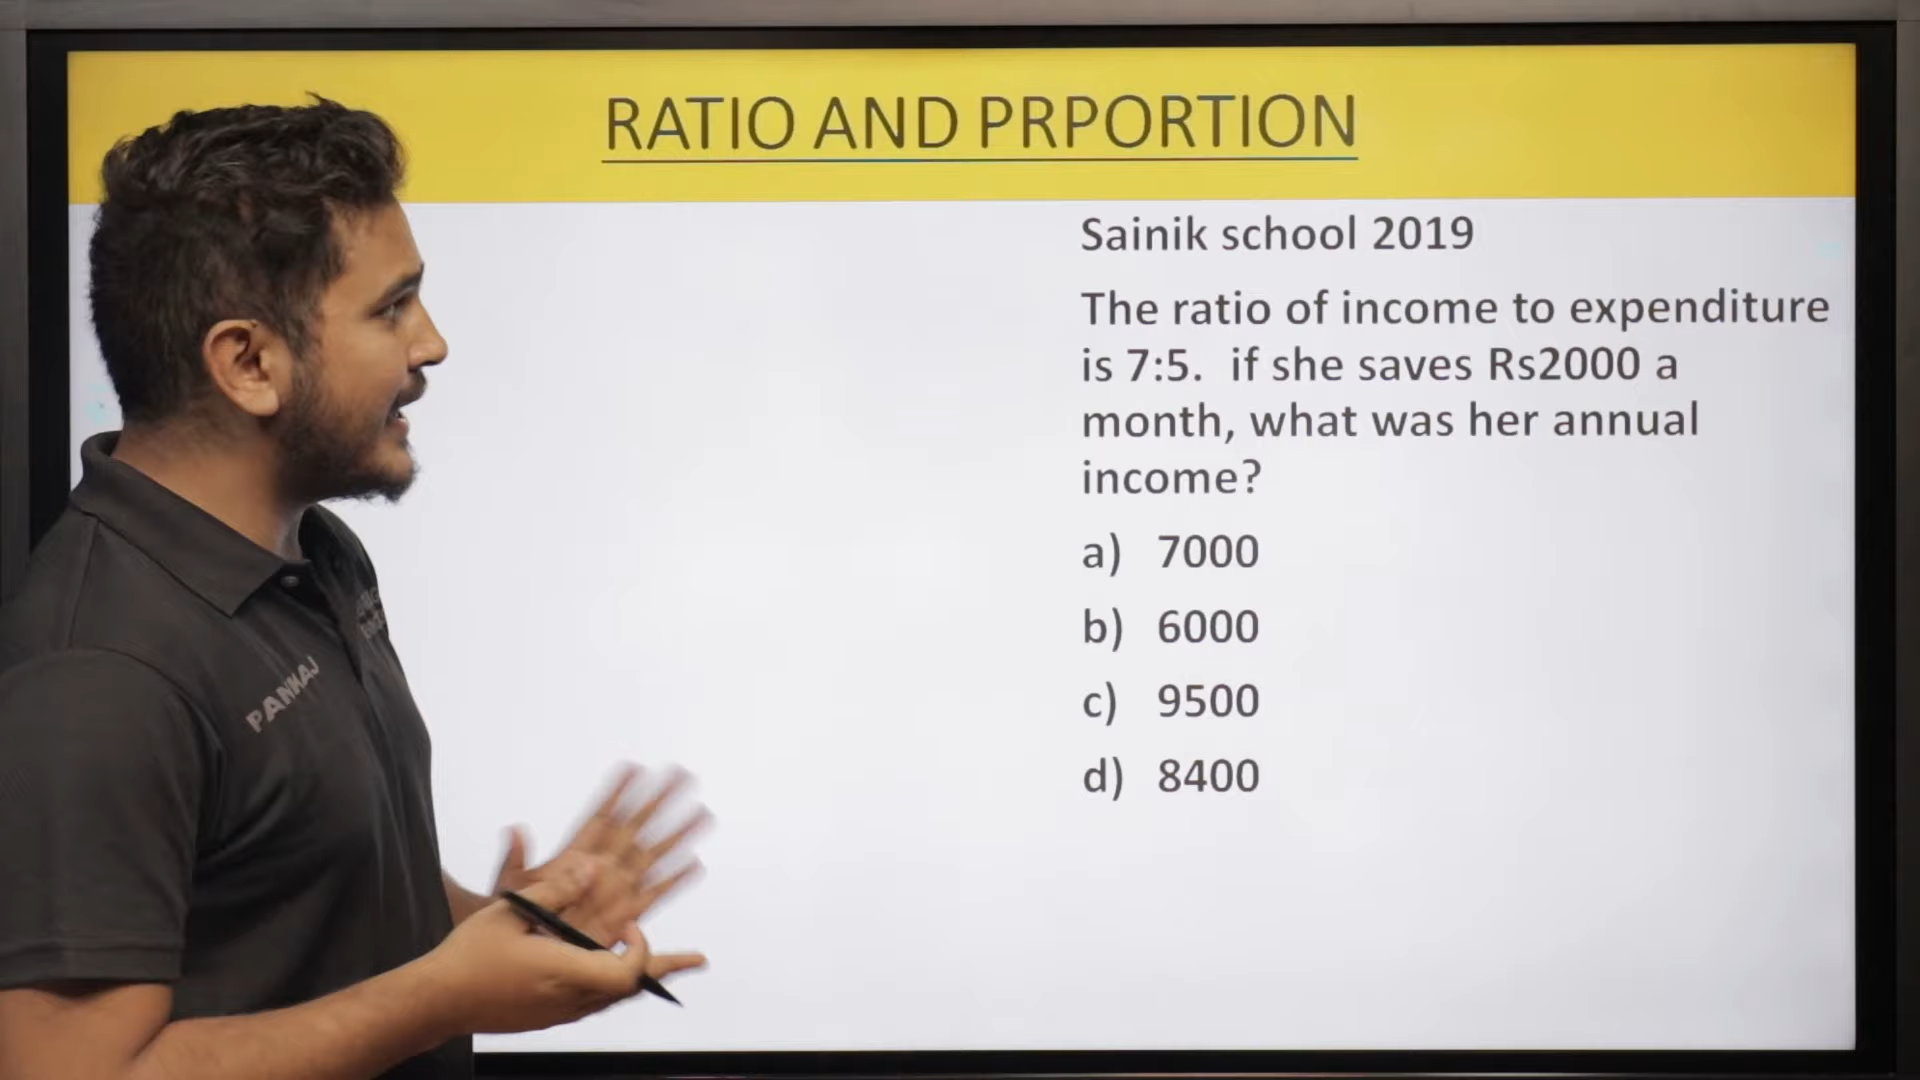 RATIO AND PRPORTION
Sainik school 2019
The ratio of income to expenditure
is 7:5. if she saves Rs2000 a
month, what was her annual
income?
a) 7000
b) 6000
c) 9500
d) 8400
PANKAJ